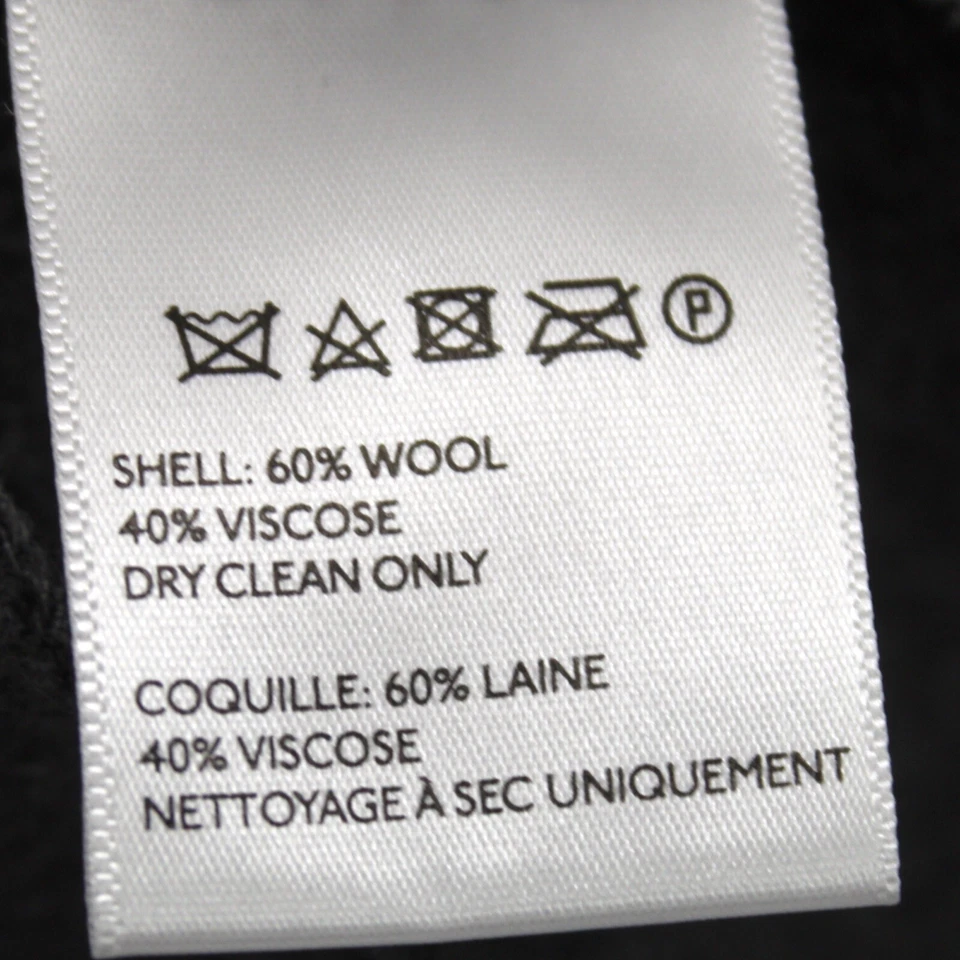 P
SHELL: 60% WOOL
40% VISCOSE
DRY CLEAN ONLY
COQUILLE: 60% LAINE
40% VISCOSE
NETTOYAGE À SEC UNIQUEMENT